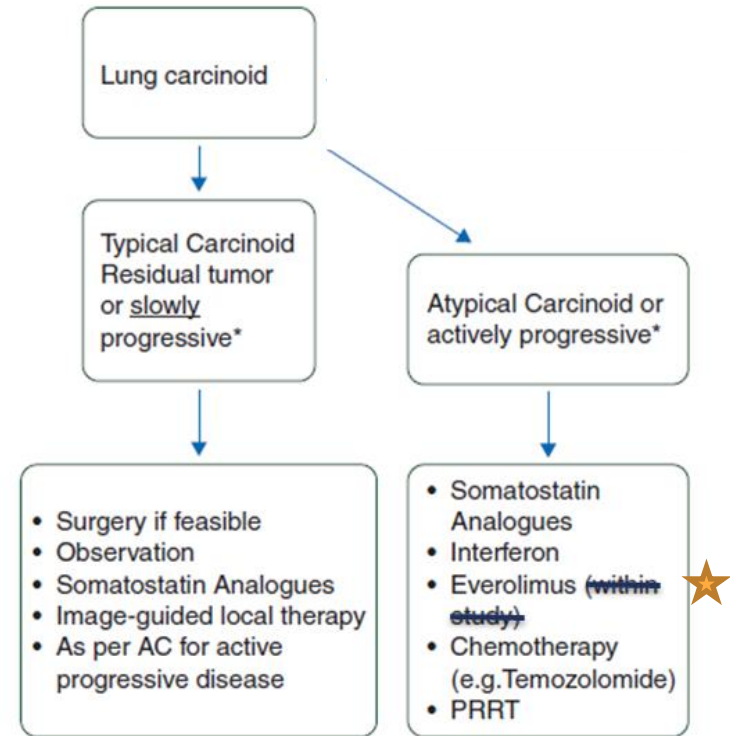 Lung carcinoid
Typical Carcinoid
Residual tumor
or slowly
progressive*
Atypical Carcinoid or
actively progressive*
• Surgery if feasible
• Observation
• Somatostatin Analogues
• Image-guided local therapy
• As per AC for active
progressive disease
• Somatostatin
Analogues
• Interferon
• Everolimus (within
study)
• Chemotherapy
(e.g.Temozolomide)
• PRRT